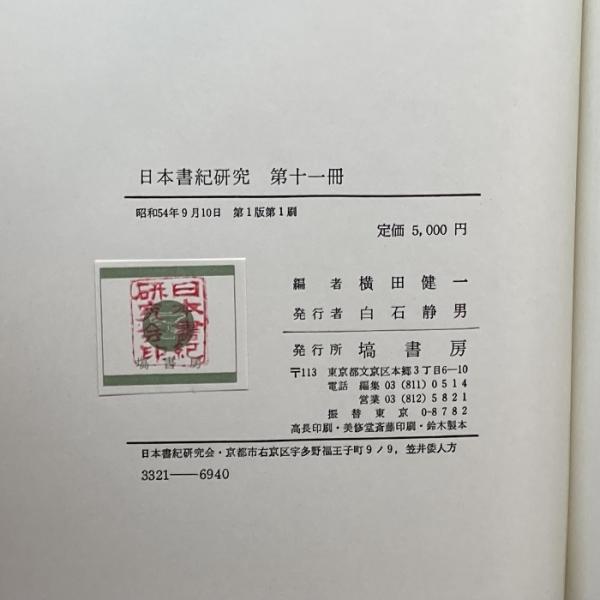 日本書紀研究 第十一冊
昭和54年9月10日 第1版第1刷
定価 5,000 円
編者 横田健一
発行者 白石静男
発行所 塙書房
〒113 東京都文京区本郷3丁目6-10
電話 編集 03 (811) 0514
営業 03 (812) 5821
振替 東京 0-8782
高長印刷・美修堂斎藤印刷・鈴木製本
日本書紀研究会・京都市右京区宇多野福王子町9ノ9, 笠井倭人方
3321——6940
日本書紀
研究会印
塙書房